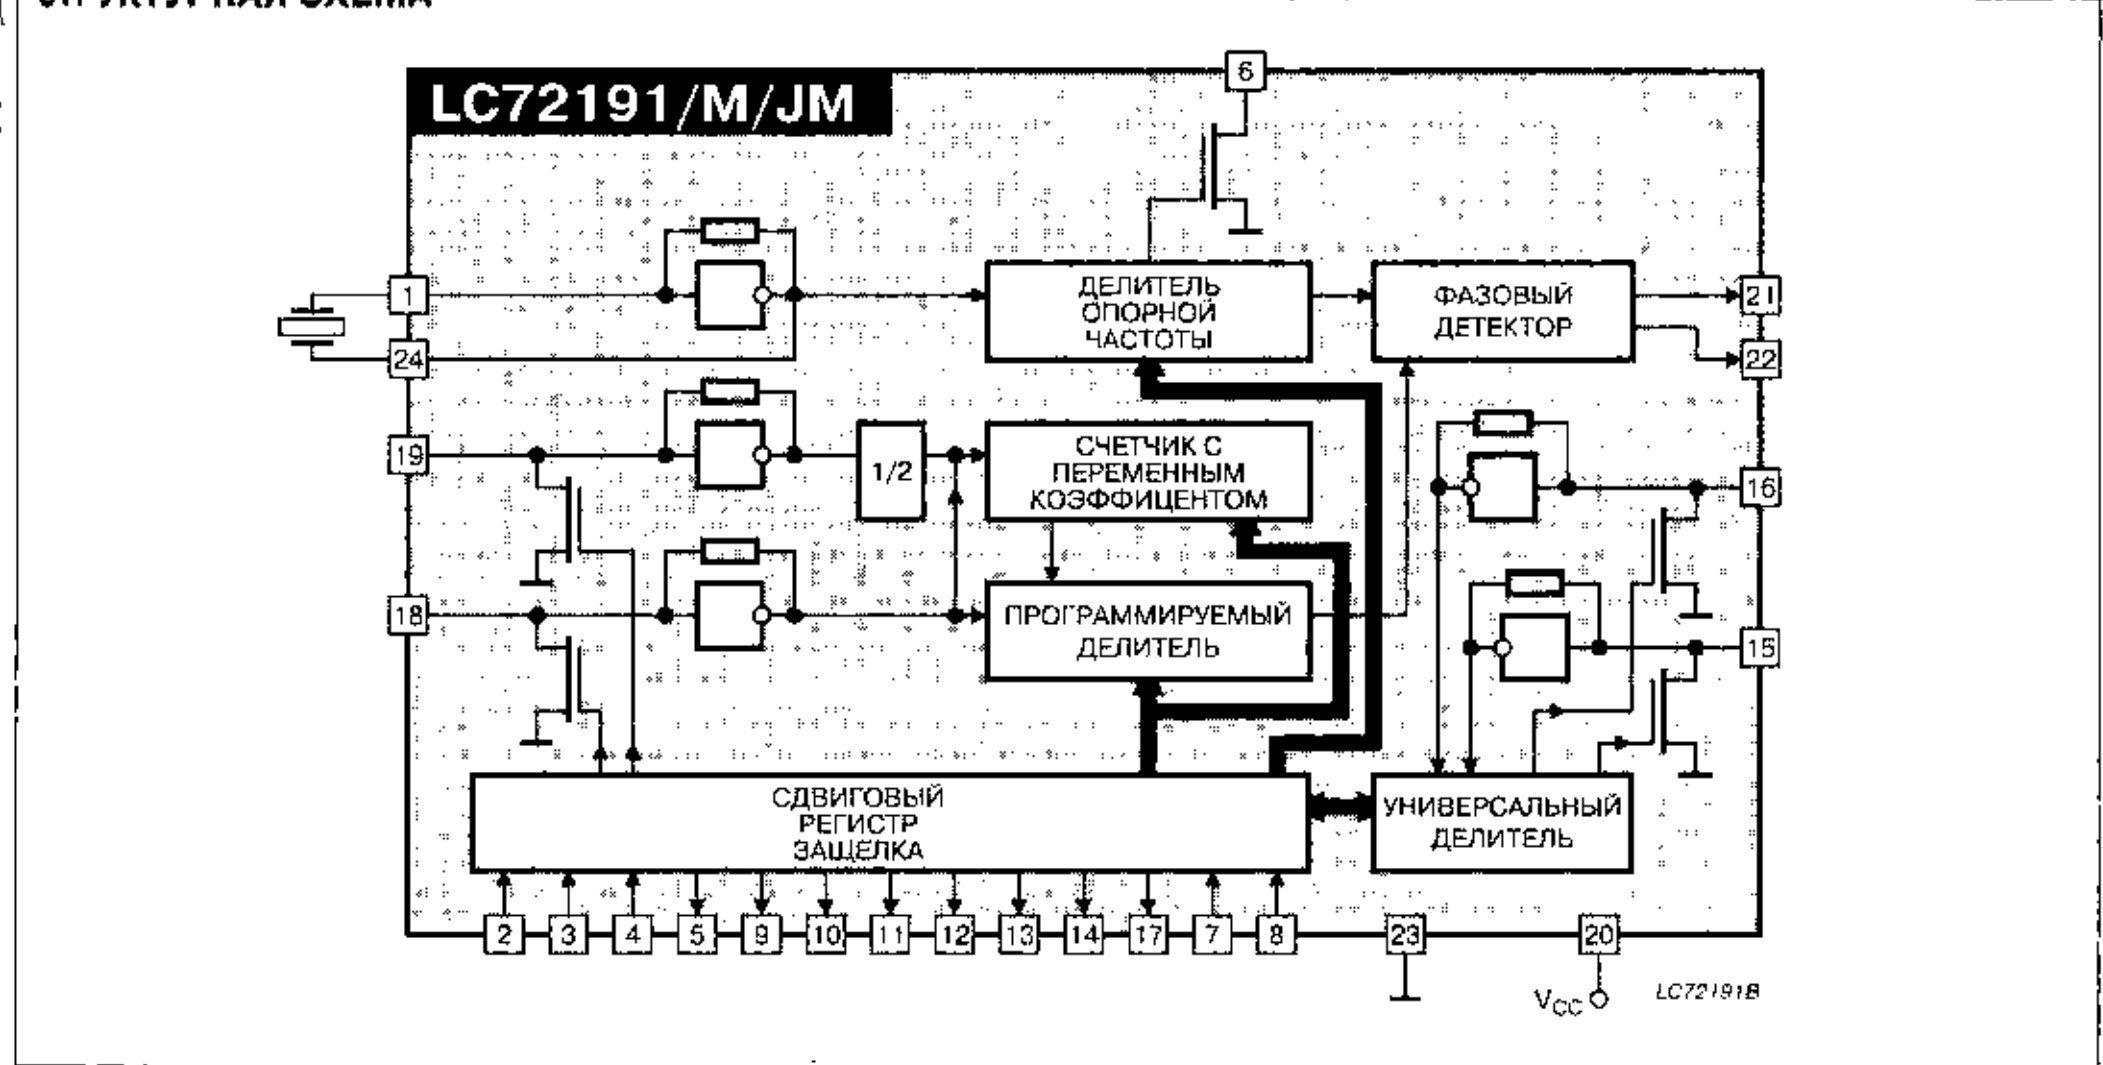 СТРУКТУРНАЯ СХЕМА
LC72191/M/JM
6
1
24
19
18
ДЕЛИТЕЛЬ
ОПОРНОЙ
ЧАСТОТЫ
ФАЗОВЫЙ
ДЕТЕКТОР
21
22
1/2
СЧЕТЧИК С
ПЕРЕМЕННЫМ
КОЭФФИЦЕНТОМ
16
ПРОГРАММИРУЕМЫЙ
ДЕЛИТЕЛЬ
15
СДВИГОВЫЙ
РЕГИСТР
ЗАЩЕЛКА
УНИВЕРСАЛЬНЫЙ
ДЕЛИТЕЛЬ
2 3 4 5 9 10 11 12 13 14 17 7 8 23 20
VCC
LC72191B